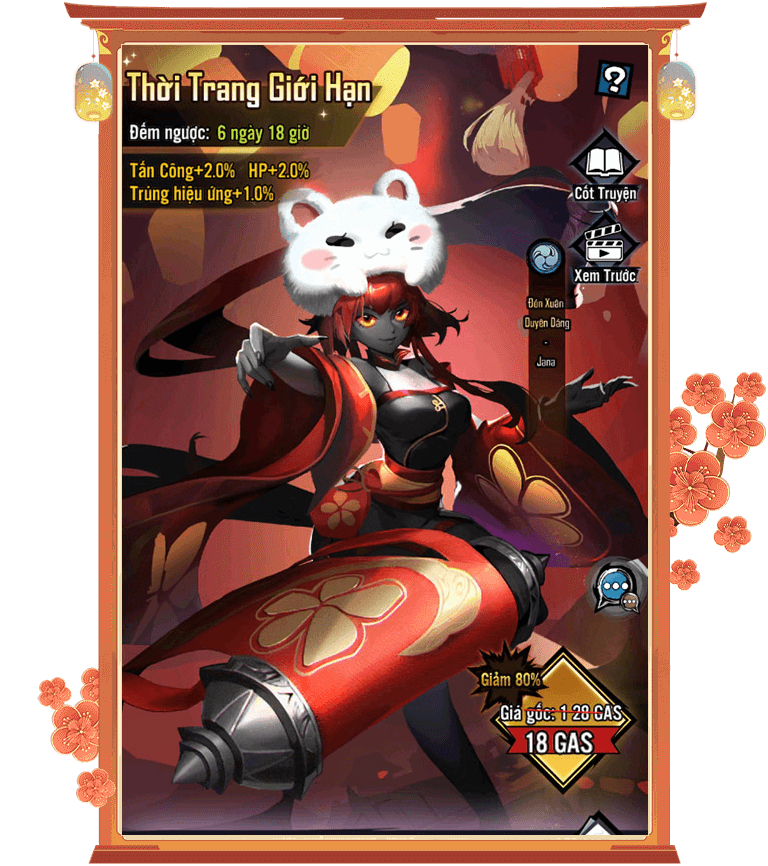 Thời Trang Giới Hạn
Đếm ngược: 6 ngày 18 giờ
Tấn Công+2.0% HP+2.0%
Trúng hiệu ứng+1.0%
?
Cốt Truyện
Xem Trước
Đón Xuân
Duyên Dáng
-
Jana
Giảm 80%
Giá gốc: 1 28 GAS
18 GAS